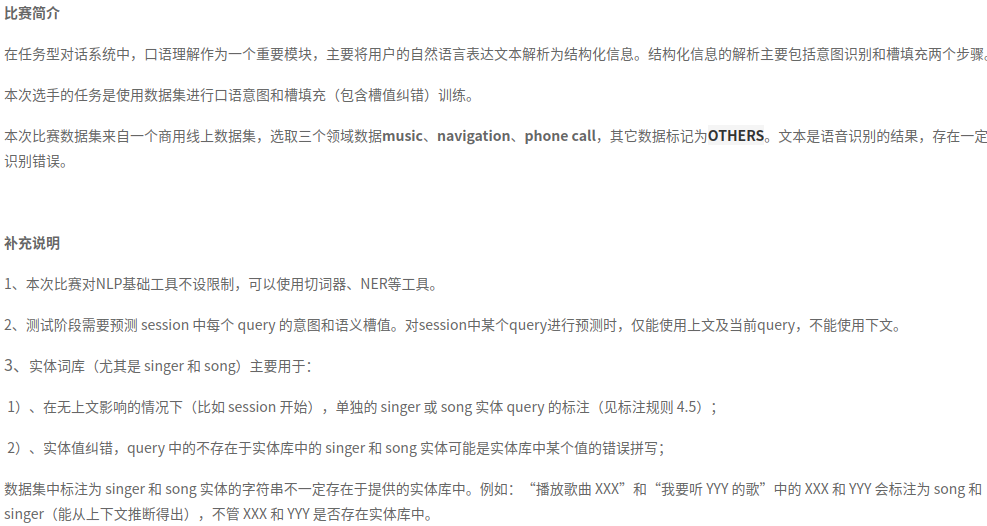 比赛简介
在任务型对话系统中，口语理解作为一个重要模块，主要将用户的自然语言表达文本解析为结构化信息。结构化信息的解析主要包括意图识别和槽填充两个步骤。
本次选手的任务是使用数据集进行口语意图和槽填充（包含槽值纠错）训练。
本次比赛数据集来自一个商用线上数据集，选取三个领域数据music、navigation、phone call，其它数据标记为OTHERS。文本是语音识别的结果，存在一定
识别错误。
补充说明
1、本次比赛对NLP基础工具不设限制，可以使用切词器、NER等工具。
2、测试阶段需要预测 session 中每个 query 的意图和语义槽值。对session中某个query进行预测时，仅能使用上文及当前query，不能使用下文。
3、实体词库（尤其是 singer 和 song）主要用于：
1）、在无上文影响的情况下（比如 session 开始），单独的 singer 或 song 实体 query 的标注（见标注规则 4.5）；
2）、实体值纠错，query 中的不存在于实体库中的 singer 和 song 实体可能是实体库中某个值的错误拼写；
数据集中标注为 singer 和 song 实体的字符串不一定存在于提供的实体库中。例如：“播放歌曲 XXX”和“我要听 YYY 的歌”中的 XXX 和 YYY 会标注为 song 和
singer（能从上下文推断得出），不管 XXX 和 YYY 是否存在实体库中。